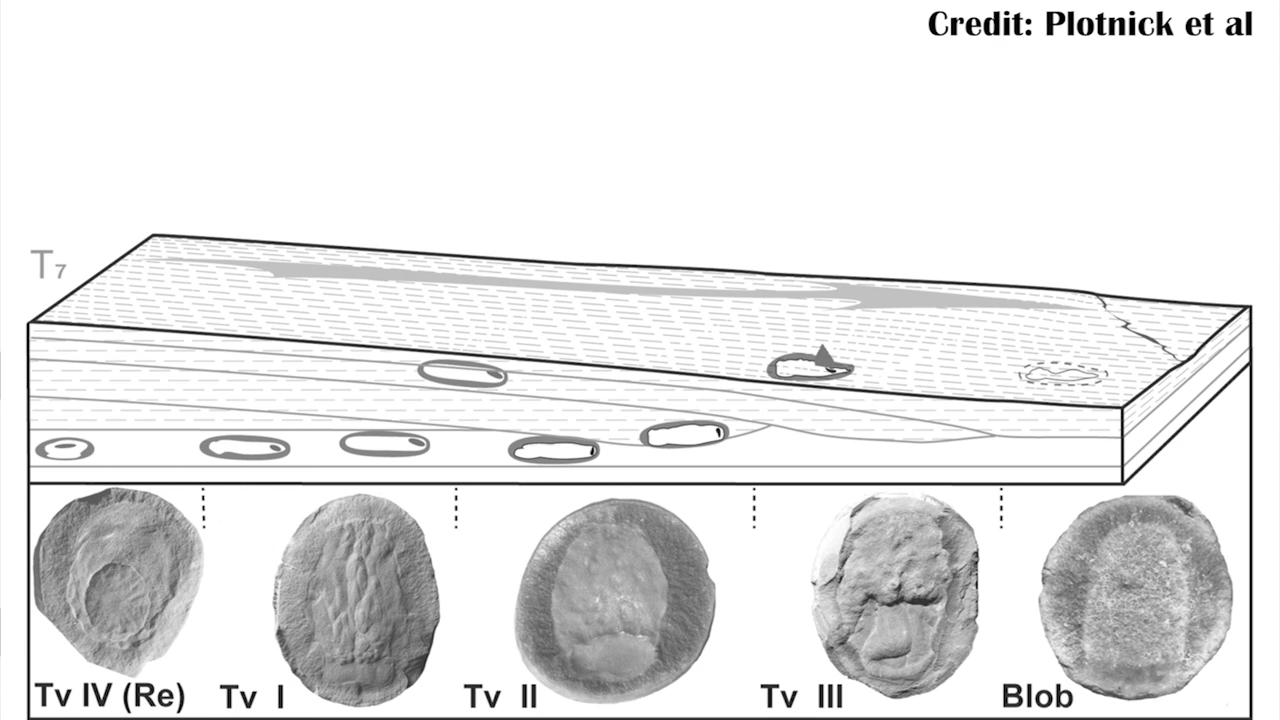 Credit: Plotnick et al
T₇
Tv IV (Re) Tv I Tv II Tv III Blob